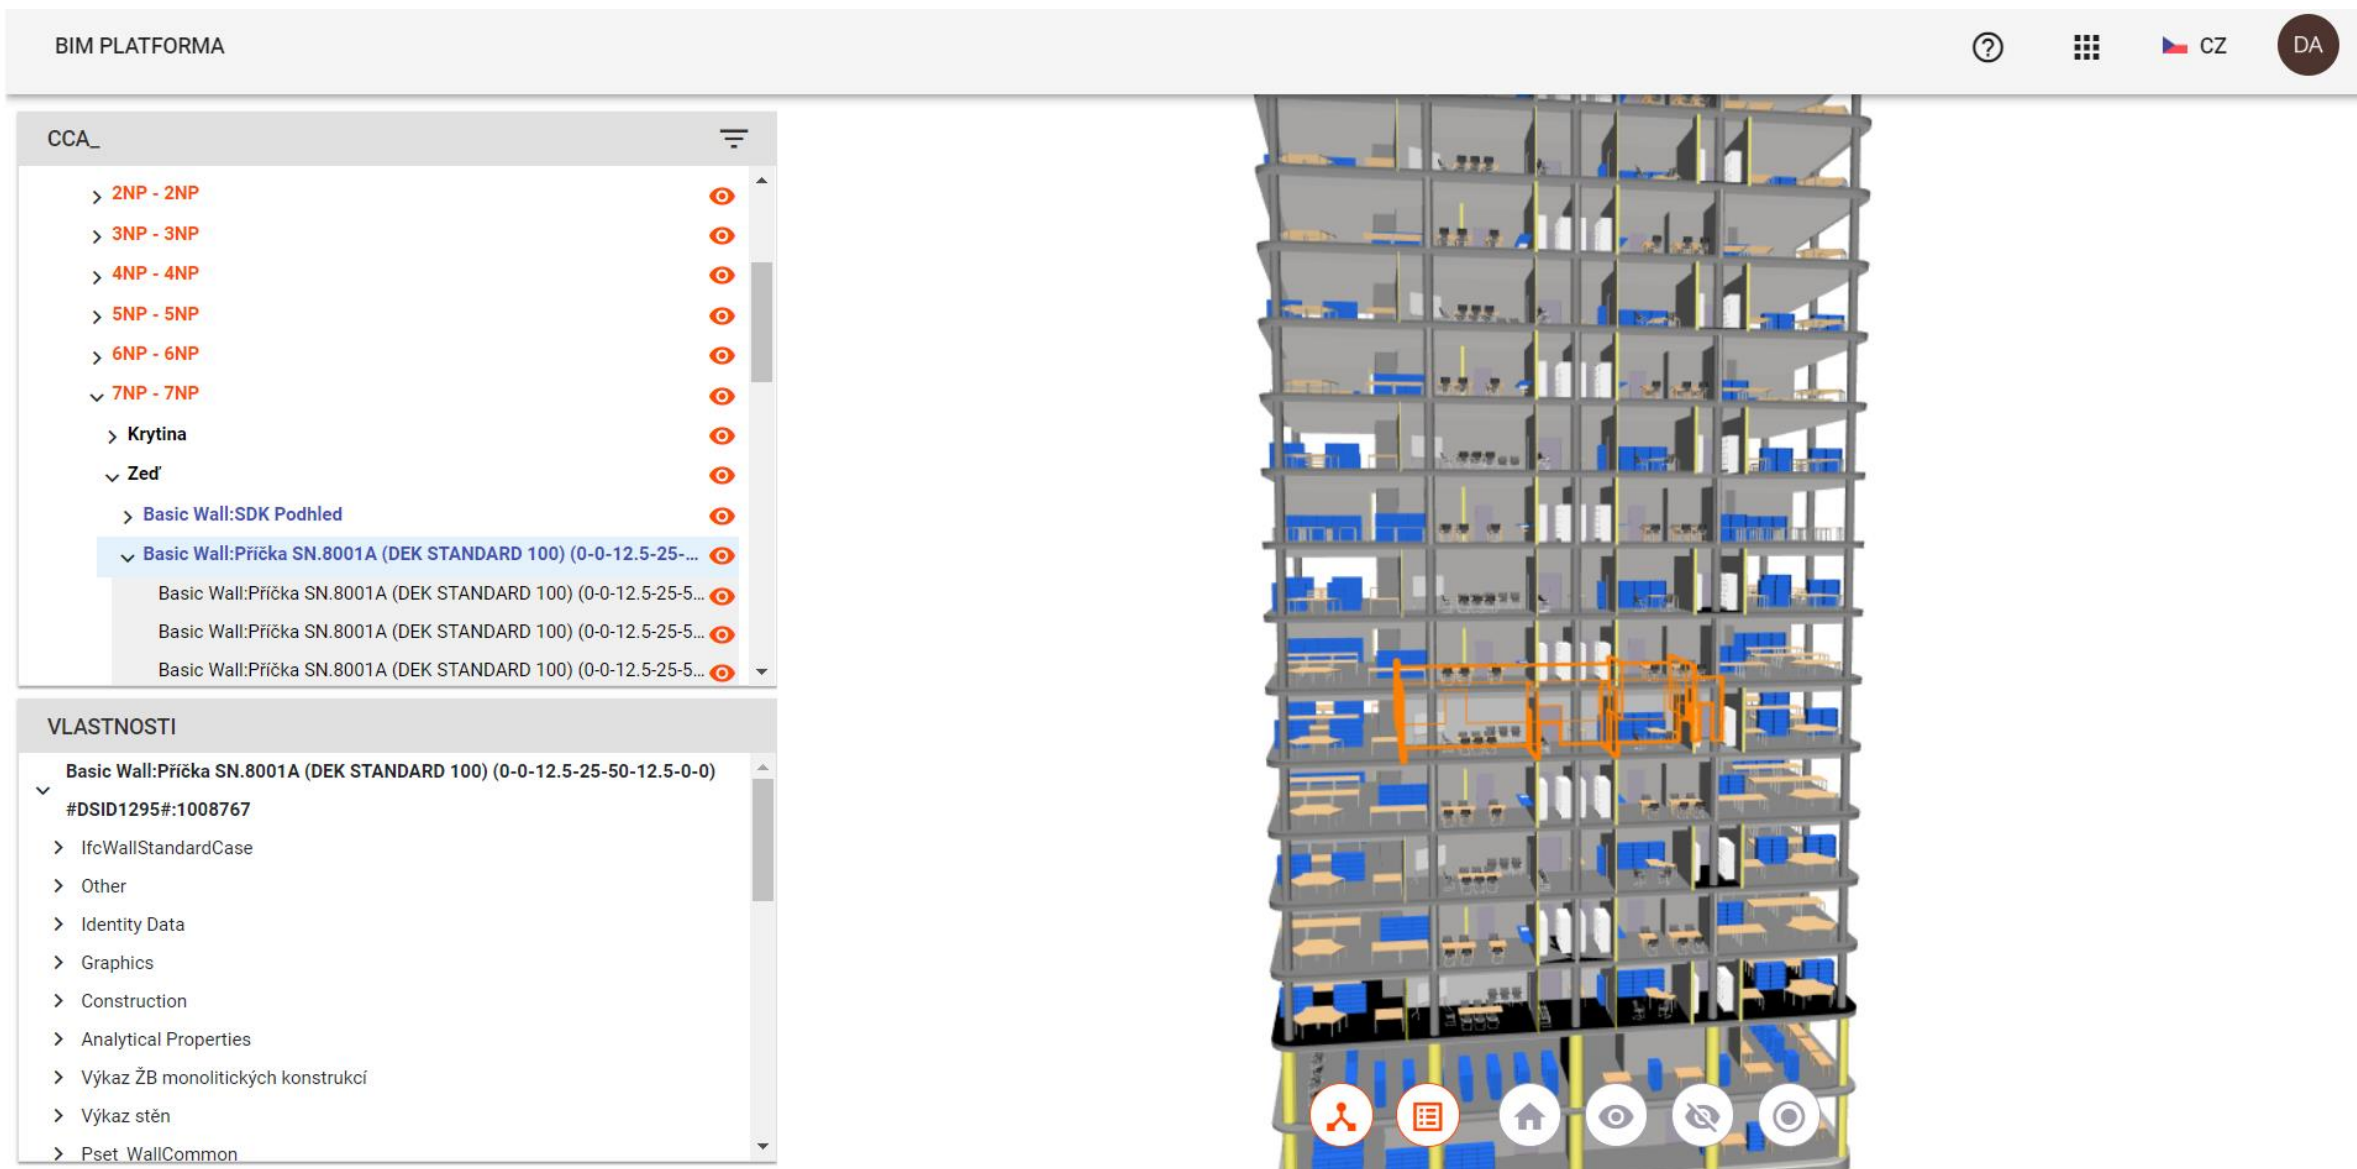 BIM PLATFORMA
CZ
DA
CCA_
2NP - 2NP
3NP - 3NP
4NP - 4NP
5NP - 5NP
6NP - 6NP
7NP - 7NP
Krytina
Zeď
Basic Wall:SDK Podhled
Basic Wall:Příčka SN.8001A (DEK STANDARD 100) (0-0-12.5-25-...
Basic Wall:Příčka SN.8001A (DEK STANDARD 100) (0-0-12.5-25-5...
Basic Wall:Příčka SN.8001A (DEK STANDARD 100) (0-0-12.5-25-5...
Basic Wall:Příčka SN.8001A (DEK STANDARD 100) (0-0-12.5-25-5...
VLASTNOSTI
Basic Wall:Příčka SN.8001A (DEK STANDARD 100) (0-0-12.5-25-50-12.5-0-0)
#DSID1295#:1008767
IfcWallStandardCase
Other
Identity Data
Graphics
Construction
Analytical Properties
Výkaz ŽB monolitických konstrukcí
Výkaz stěn
Pset_WallCommon